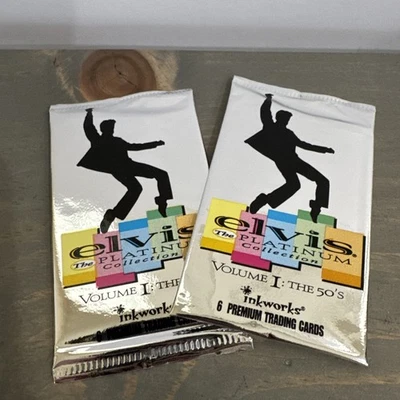 elvis
The PLATINUM
Collection
VOLUME I: THE
inkworks®
elvis.
The PLATINUM
Collection
VOLUME I: THE 50's
inkworks®
6 PREMIUM TRADING CARDS